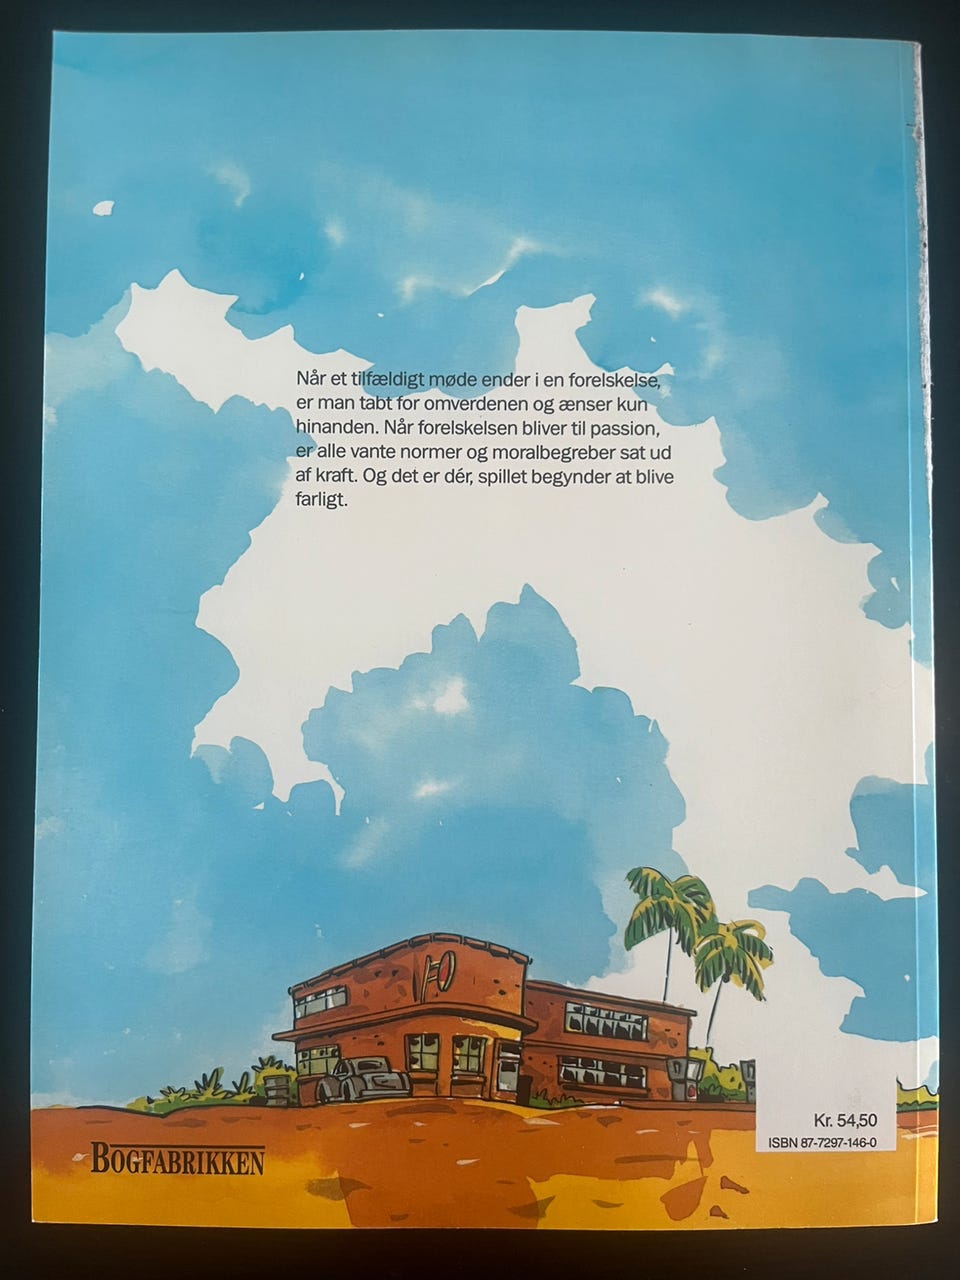 Når et tilfældigt møde ender i en forelskelse,
er man tabt for omverdenen og ænser kun
hinanden. Når forelskelsen bliver til passion,
er alle vante normer og moralbegreber sat ud
af kraft. Og det er dér, spillet begynder at blive
farligt.
Kr. 54,50
ISBN 87-7297-146-0
BOGFABRIKKEN